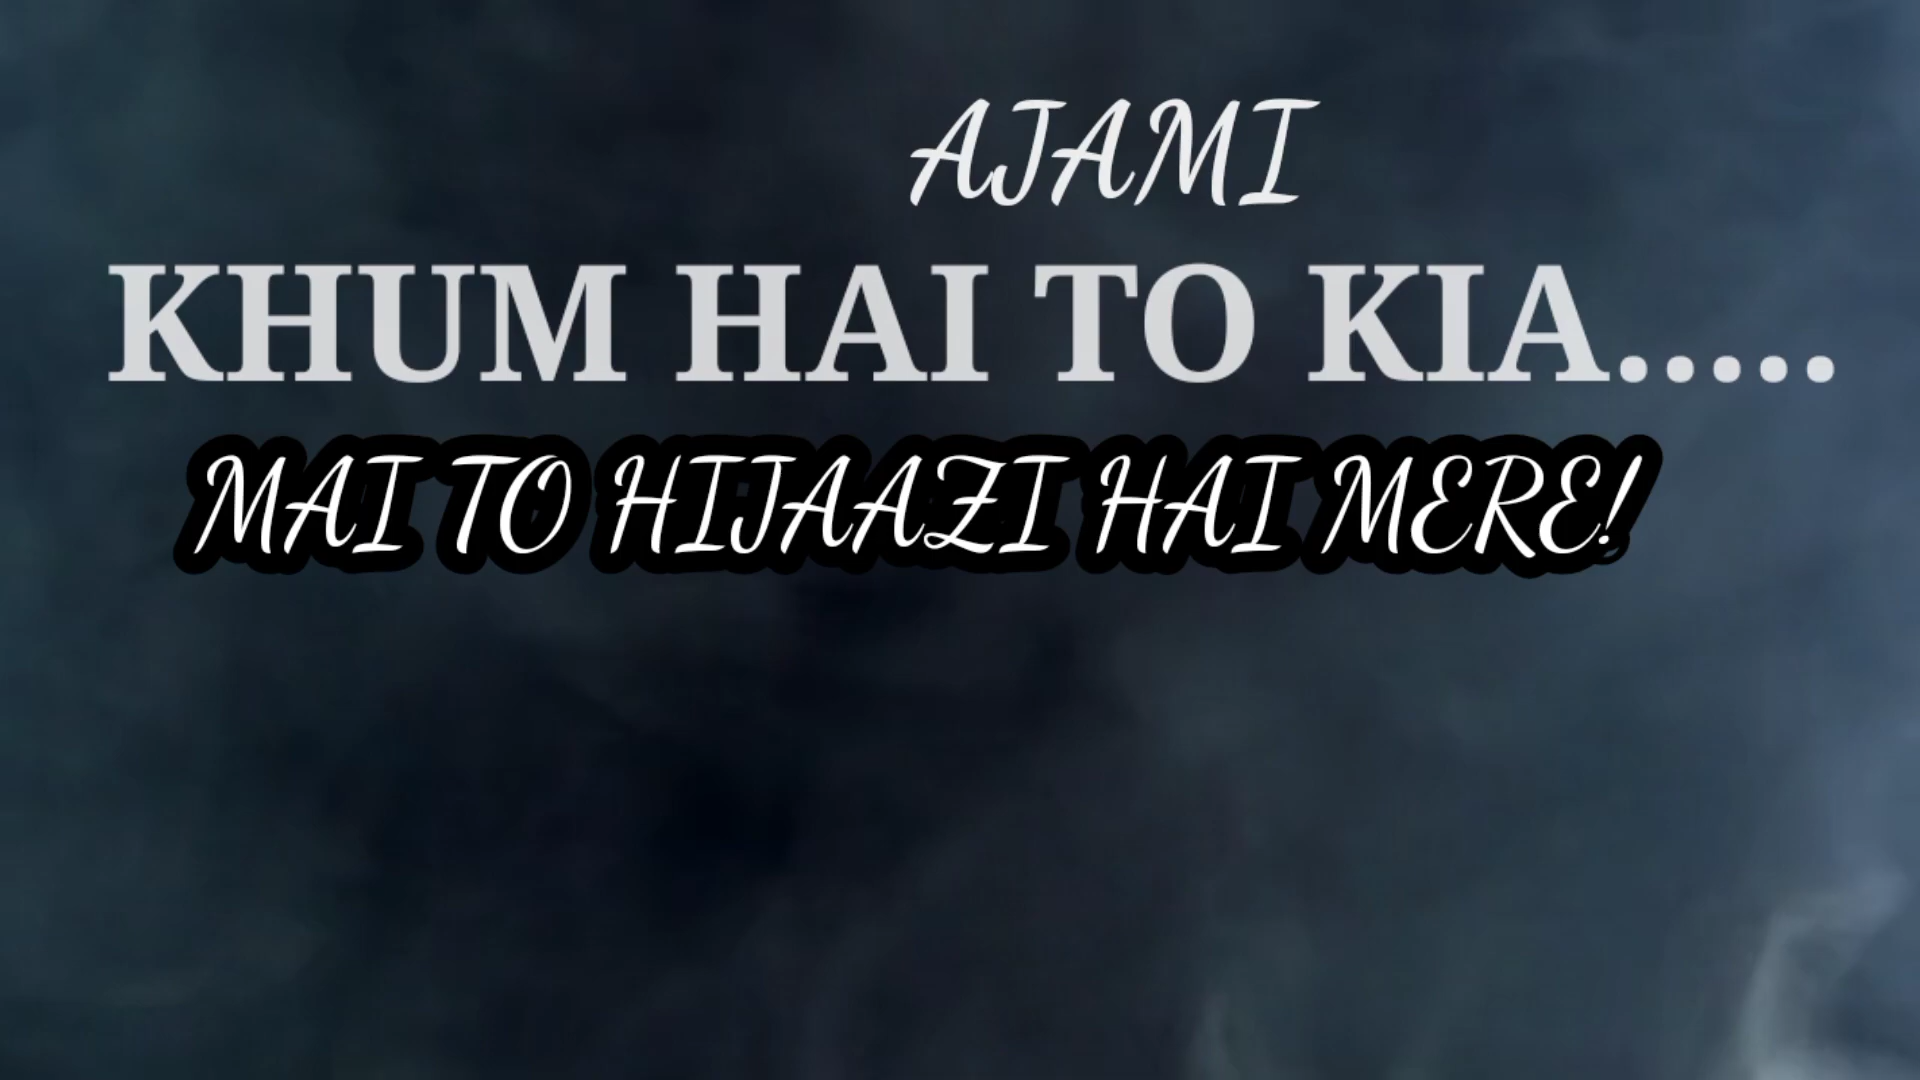 AJAMI
KHUM HAI TO KIA.....
MAI TO HIJAAZI HAI MERE!